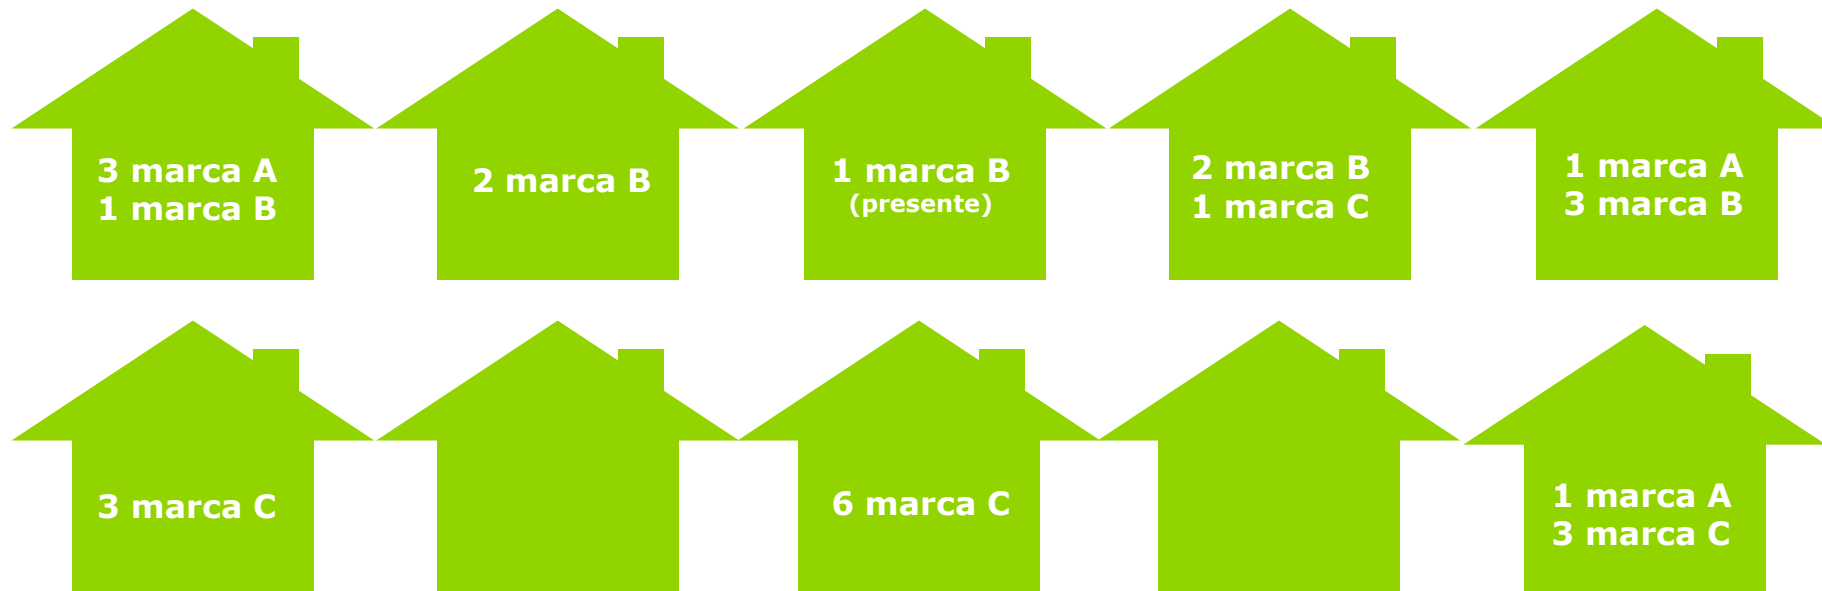 3 marca A
1 marca B
2 marca B
1 marca B
(presente)
2 marca B
1 marca C
1 marca A
3 marca B
3 marca C
6 marca C
1 marca A
3 marca C